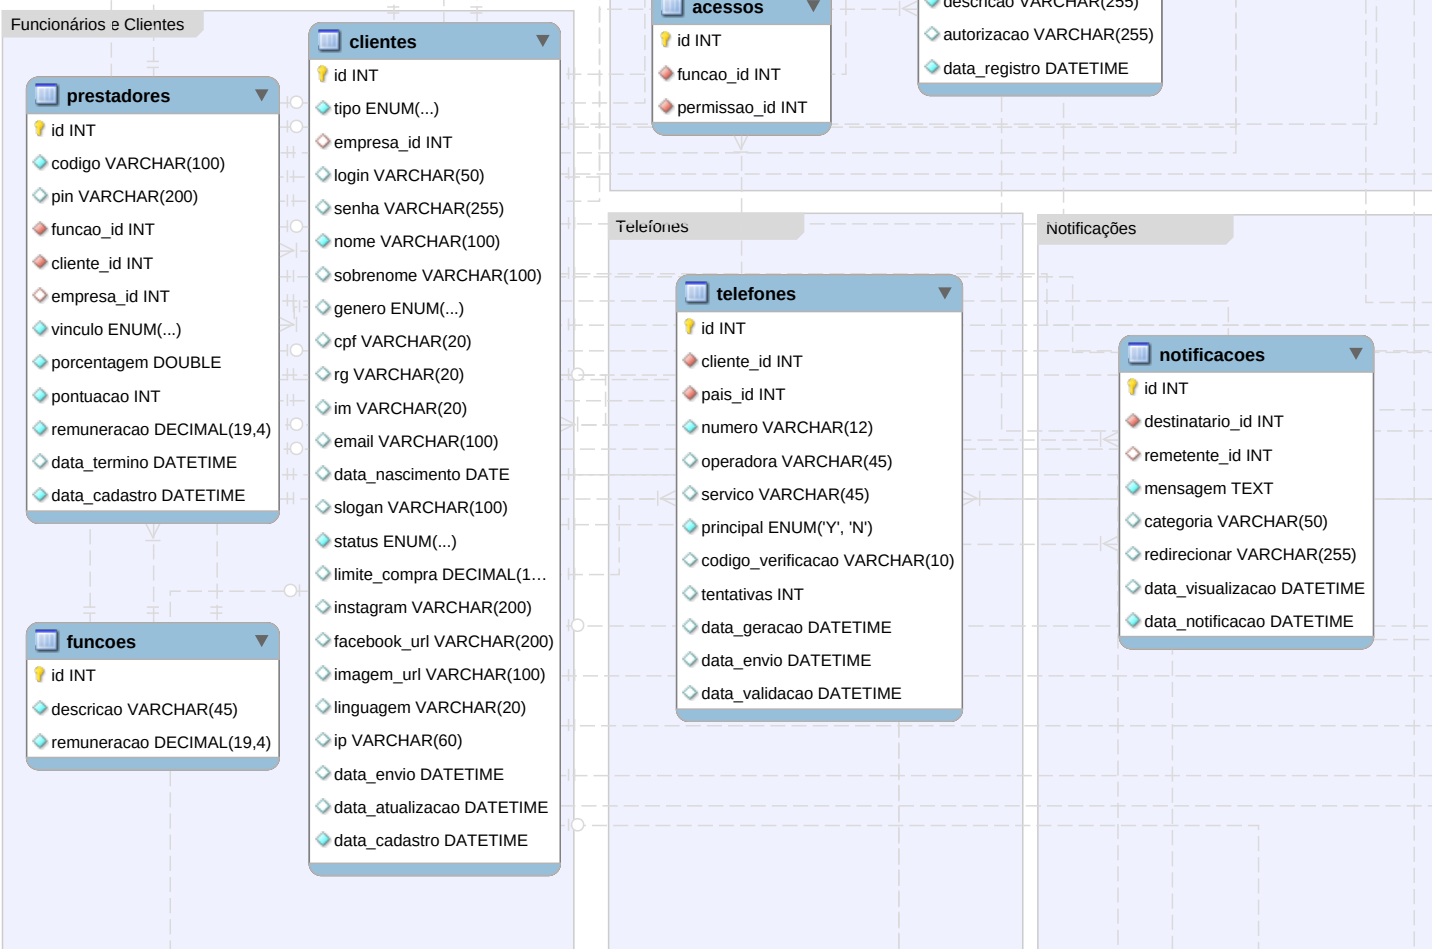 Funcionários e Clientes
prestadores
id INT
codigo VARCHAR(100)
pin VARCHAR(200)
funcao_id INT
cliente_id INT
empresa_id INT
vinculo ENUM(...)
porcentagem DOUBLE
pontuacao INT
remuneracao DECIMAL(19,4)
data_termino DATETIME
data_cadastro DATETIME
funcoes
id INT
descricao VARCHAR(45)
remuneracao DECIMAL(19,4)
clientes
id INT
tipo ENUM(...)
empresa_id INT
login VARCHAR(50)
senha VARCHAR(255)
nome VARCHAR(100)
sobrenome VARCHAR(100)
genero ENUM(...)
cpf VARCHAR(20)
rg VARCHAR(20)
im VARCHAR(20)
email VARCHAR(100)
data_nascimento DATE
slogan VARCHAR(100)
status ENUM(...)
limite_compra DECIMAL(1...
instagram VARCHAR(200)
facebook_url VARCHAR(200)
imagem_url VARCHAR(100)
linguagem VARCHAR(20)
ip VARCHAR(60)
data_envio DATETIME
data_atualizacao DATETIME
data_cadastro DATETIME
acessos
id INT
funcao_id INT
permissao_id INT
descricao VARCHAR(255)
autorizacao VARCHAR(255)
data_registro DATETIME
Telefones
telefones
id INT
cliente_id INT
pais_id INT
numero VARCHAR(12)
operadora VARCHAR(45)
servico VARCHAR(45)
principal ENUM('Y', 'N')
codigo_verificacao VARCHAR(10)
tentativas INT
data_geracao DATETIME
data_envio DATETIME
data_validacao DATETIME
Notificações
notificacoes
id INT
destinatario_id INT
remetente_id INT
mensagem TEXT
categoria VARCHAR(50)
redirecionar VARCHAR(255)
data_visualizacao DATETIME
data_notificacao DATETIME